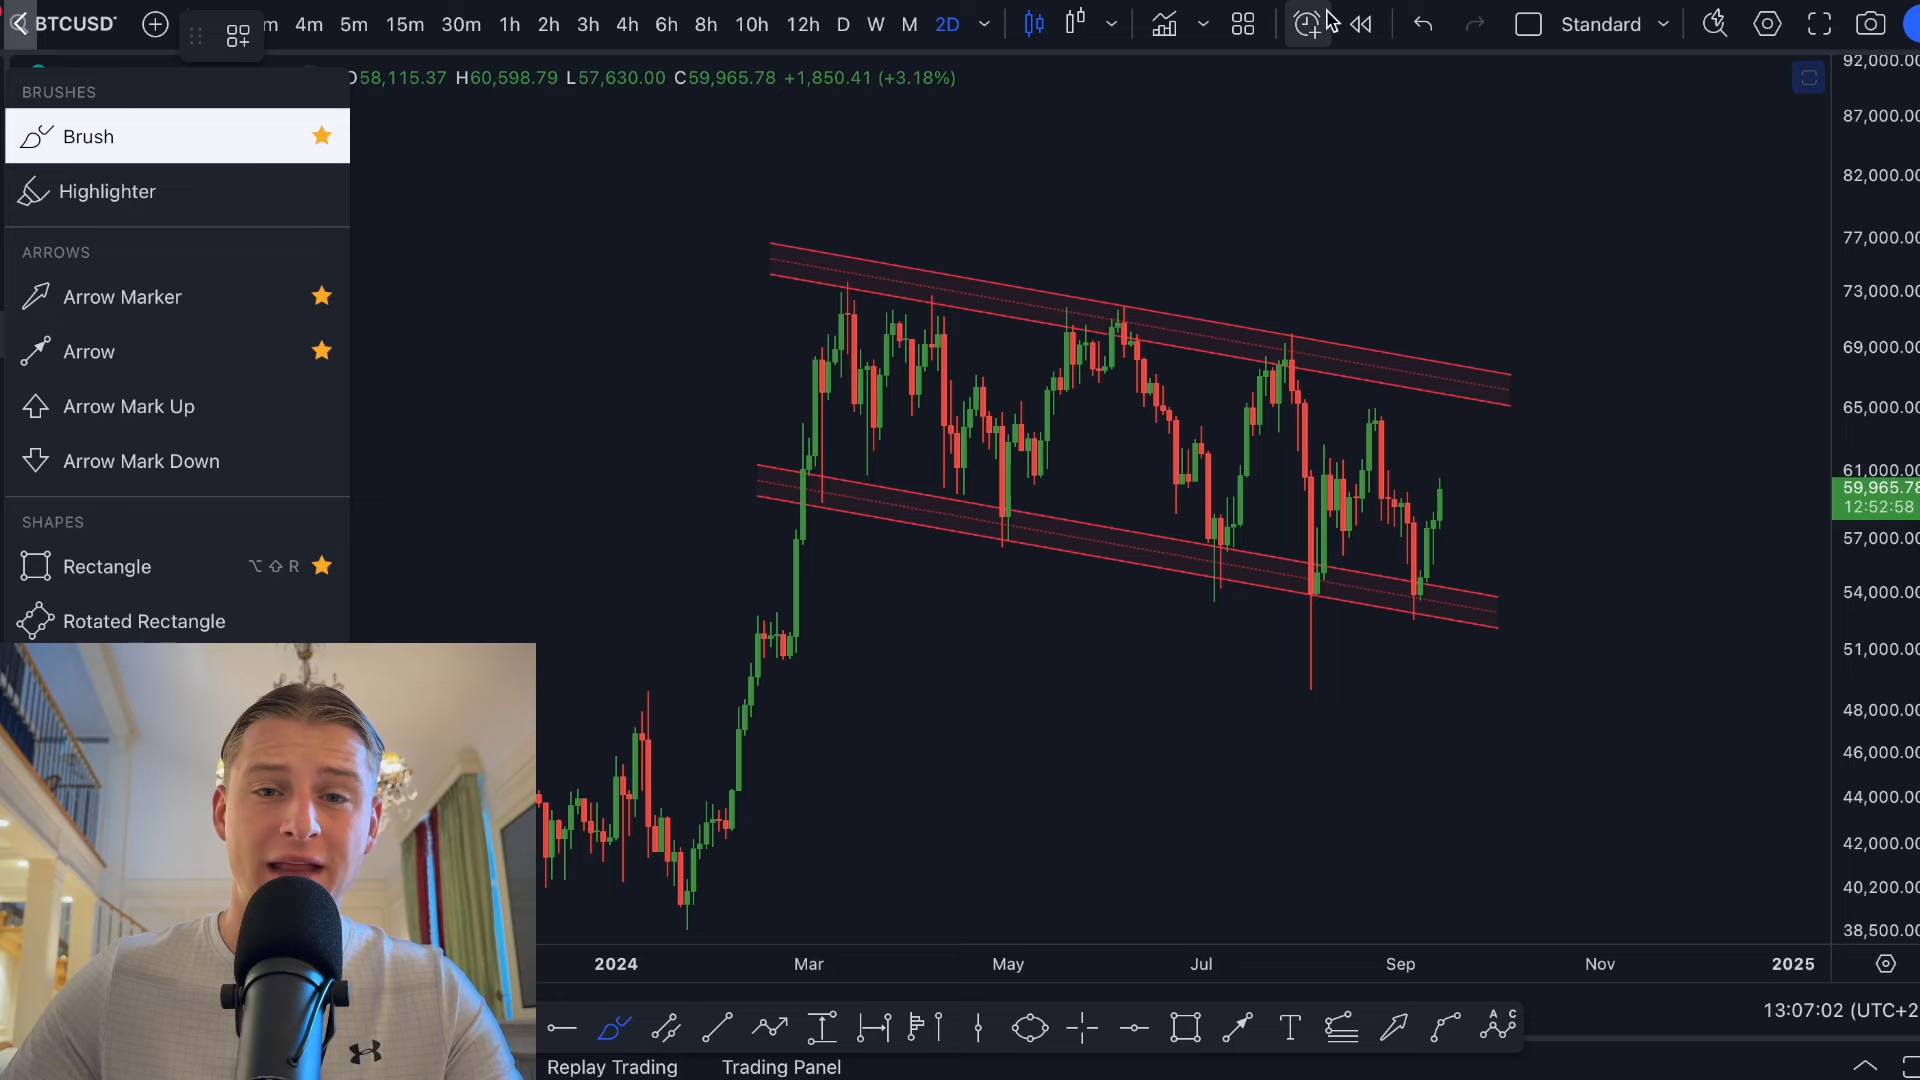 BTCUSD
m 4m 5m 15m 30m 1h 2h 3h 4h 6h 8h 10h 12h D W M 2D Standard
58,115.37 H60,598.79 L57,630.00 C59,965.78 +1,850.41 (+3.18%)
BRUSHES
Brush
Highlighter
ARROWS
Arrow Marker
Arrow
Arrow Mark Up
Arrow Mark Down
SHAPES
Rectangle ⌥⇧R
Rotated Rectangle
92,000.00
87,000.00
82,000.00
77,000.00
73,000.00
69,000.00
65,000.00
61,000.00
59,965.78
12:52:58
57,000.00
54,000.00
51,000.00
48,000.00
46,000.00
44,000.00
42,000.00
40,200.00
38,500.00
2024 Mar May Jul Sep Nov 2025
13:07:02 (UTC+2
T A C
Replay Trading Trading Panel